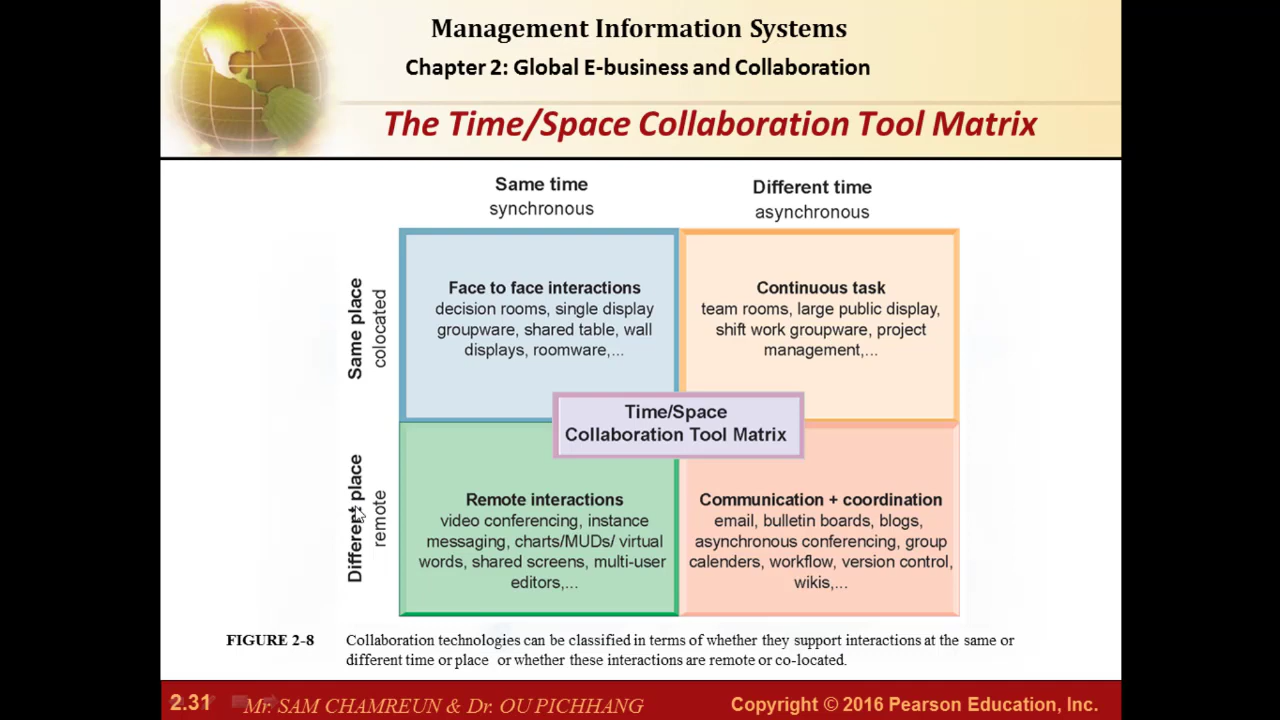 Management Information Systems
Chapter 2: Global E-business and Collaboration
The Time/Space Collaboration Tool Matrix
Same time
synchronous
Different time
asynchronous
Same place
colocated
Face to face interactions
decision rooms, single display
groupware, shared table, wall
displays, roomware,...
Continuous task
team rooms, large public display,
shift work groupware, project
management,...
Time/Space
Collaboration Tool Matrix
Different place
remote
Remote interactions
video conferencing, instance
messaging, charts/MUDs/ virtual
words, shared screens, multi-user
editors,...
Communication + coordination
email, bulletin boards, blogs,
asynchronous conferencing, group
calenders, workflow, version control,
wikis,...
FIGURE 2-8
Collaboration technologies can be classified in terms of whether they support interactions at the same or
different time or place or whether these interactions are remote or co-located.
2.31
Mr. SAM CHAMREUN & Dr. OU PICHHANG
Copyright © 2016 Pearson Education, Inc.